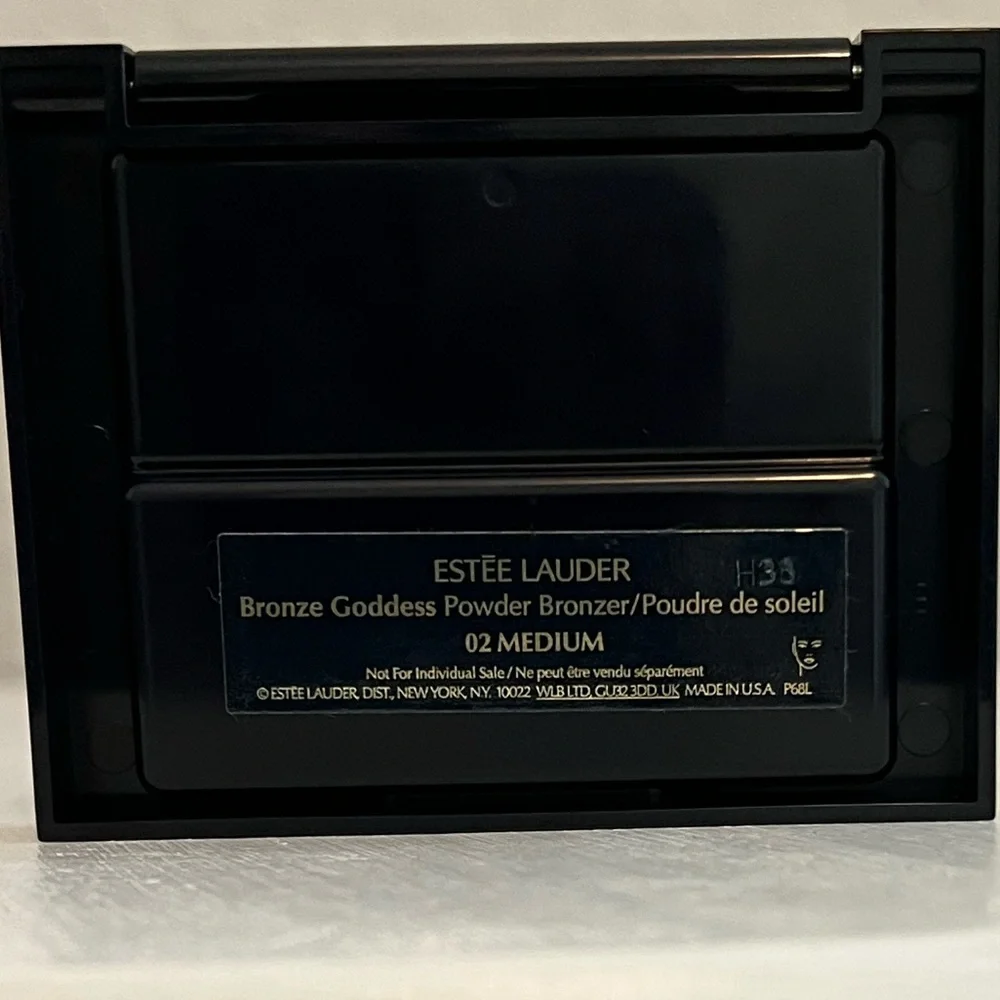 ESTĒE LAUDER
H38
Bronze Goddess Powder Bronzer/Poudre de soleil
02 MEDIUM
Not For Individual Sale / Ne peut être vendu séparément
© ESTĒE LAUDER, DIST., NEW YORK, N.Y. 10022 WLB LTD, GU32 3DD, UK MADE IN U.S.A. P68L